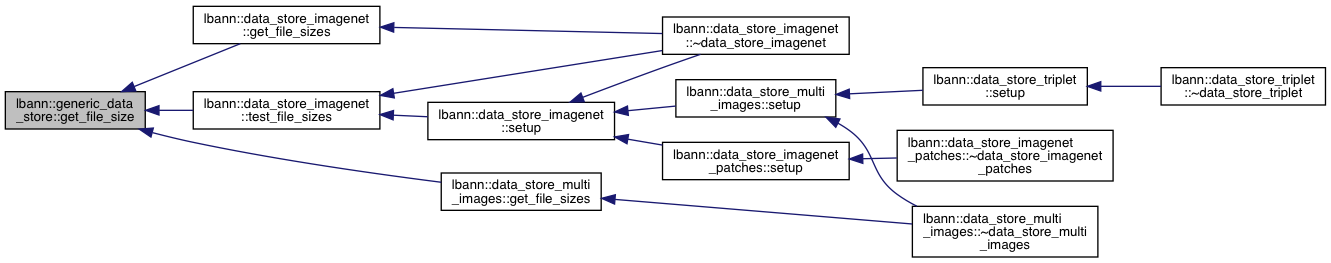 lbann::generic_data
_store::get_file_size
lbann::data_store_imagenet
::get_file_sizes
lbann::data_store_imagenet
::test_file_sizes
lbann::data_store_multi
_images::get_file_sizes
lbann::data_store_imagenet
::setup
lbann::data_store_imagenet
::~data_store_imagenet
lbann::data_store_multi
_images::setup
lbann::data_store_imagenet
_patches::setup
lbann::data_store_triplet
::setup
lbann::data_store_imagenet
_patches::~data_store_imagenet
_patches
lbann::data_store_multi
_images::~data_store_multi
_images
lbann::data_store_triplet
::~data_store_triplet